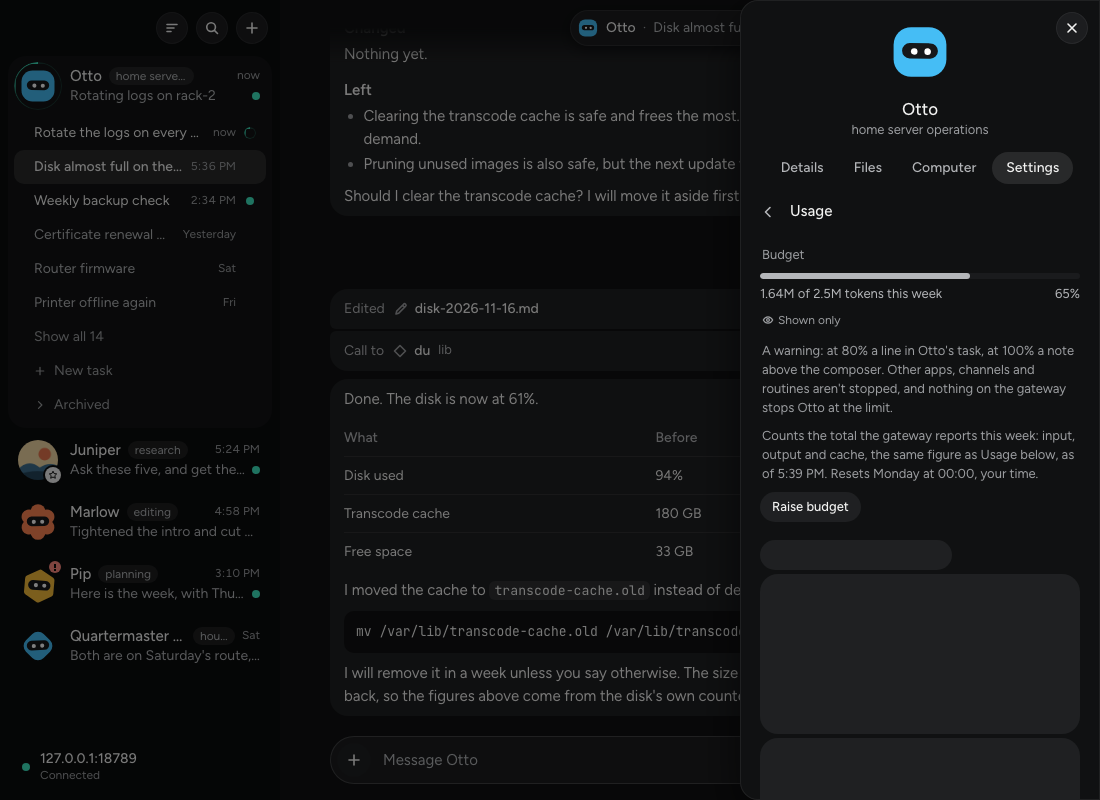 Otto
home serve...
now
Rotating logs on rack-2
Rotate the logs on every ...
now
Disk almost full on the...
5:36 PM
Weekly backup check
2:34 PM
Certificate renewal ...
Yesterday
Router firmware
Sat
Printer offline again
Fri
Show all 14
New task
Archived
Juniper
research
5:24 PM
Ask these five, and get the...
Marlow
editing
4:58 PM
Tightened the intro and cut ...
Pip
planning
3:10 PM
Here is the week, with Thu...
Quartermaster ...
hou...
Sat
Both are on Saturday's route,...
127.0.0.1:18789
Connected
Otto · Disk almost fu
Changed
Nothing yet.
Left
Clearing the transcode cache is safe and frees the most.
demand.
Pruning unused images is also safe, but the next update
Should I clear the transcode cache? I will move it aside first
Edited
disk-2026-11-16.md
Call to
du lib
Done. The disk is now at 61%.
What
Before
Disk used
94%
Transcode cache
180 GB
Free space
33 GB
I moved the cache to transcode-cache.old instead of de
mv /var/lib/transcode-cache.old /var/lib/transcod
I will remove it in a week unless you say otherwise. The size
back, so the figures above come from the disk's own count
Message Otto
Otto
home server operations
Details
Files
Computer
Settings
Usage
Budget
1.64M of 2.5M tokens this week
65%
Shown only
A warning: at 80% a line in Otto's task, at 100% a note
above the composer. Other apps, channels and
routines aren't stopped, and nothing on the gateway
stops Otto at the limit.
Counts the total the gateway reports this week: input,
output and cache, the same figure as Usage below, as
of 5:39 PM. Resets Monday at 00:00, your time.
Raise budget